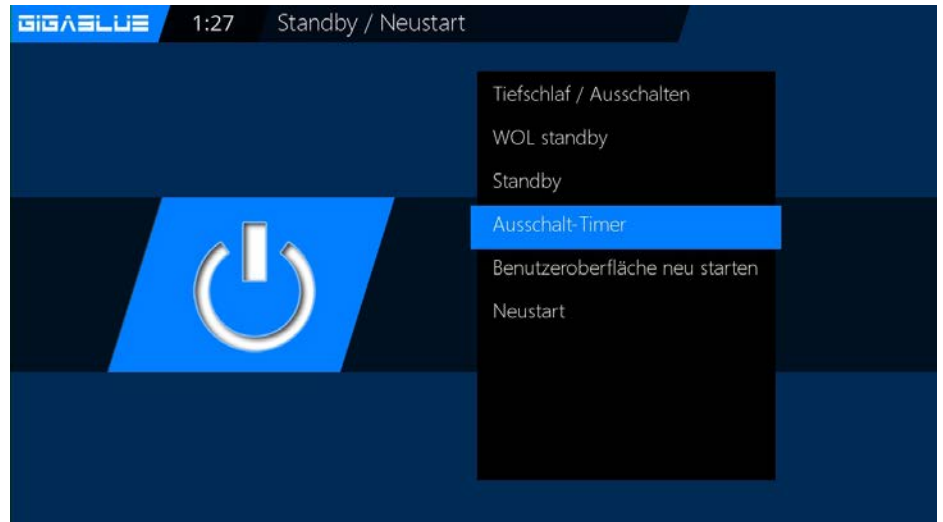 GIGABLUE 1:27 Standby / Neustart
Tiefschlaf / Ausschalten
WOL standby
Standby
Ausschalt-Timer
Benutzeroberfläche neu starten
Neustart